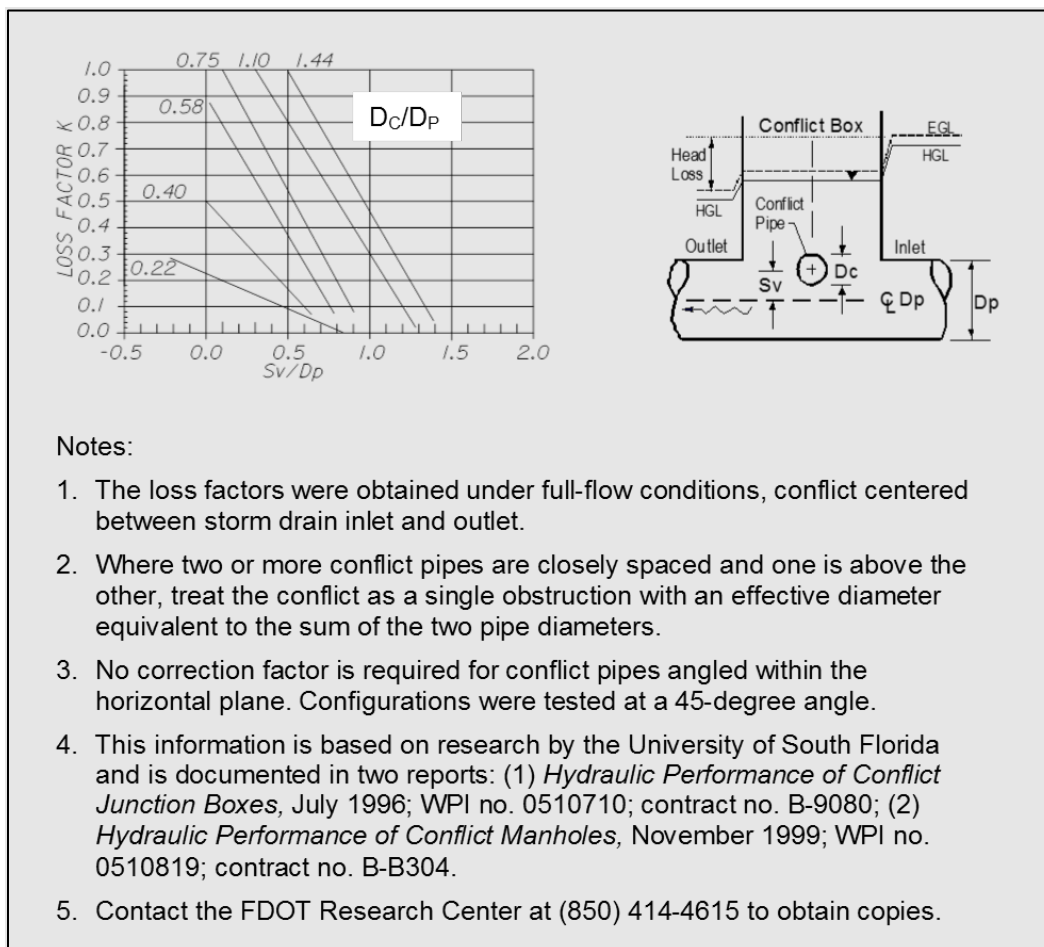 0.75 1.10 1.44
1.0
0.9
0.58
0.8
0.7
0.6
0.5
0.40
0.4
0.3
0.22
0.2
0.1
0.0
LOSS FACTOR K
DC/DP
-0.5 0.0 0.5 1.0 1.5 2.0
Sv/Dp
Conflict Box
EGL
HGL
Head
Loss
HGL
Conflict
Pipe
Outlet
Inlet
Dc
Sv
℄ Dp
Dp
Notes:
1. The loss factors were obtained under full-flow conditions, conflict centered
between storm drain inlet and outlet.
2. Where two or more conflict pipes are closely spaced and one is above the
other, treat the conflict as a single obstruction with an effective diameter
equivalent to the sum of the two pipe diameters.
3. No correction factor is required for conflict pipes angled within the
horizontal plane. Configurations were tested at a 45-degree angle.
4. This information is based on research by the University of South Florida
and is documented in two reports: (1) Hydraulic Performance of Conflict
Junction Boxes, July 1996; WPI no. 0510710; contract no. B-9080; (2)
Hydraulic Performance of Conflict Manholes, November 1999; WPI no.
0510819; contract no. B-B304.
5. Contact the FDOT Research Center at (850) 414-4615 to obtain copies.